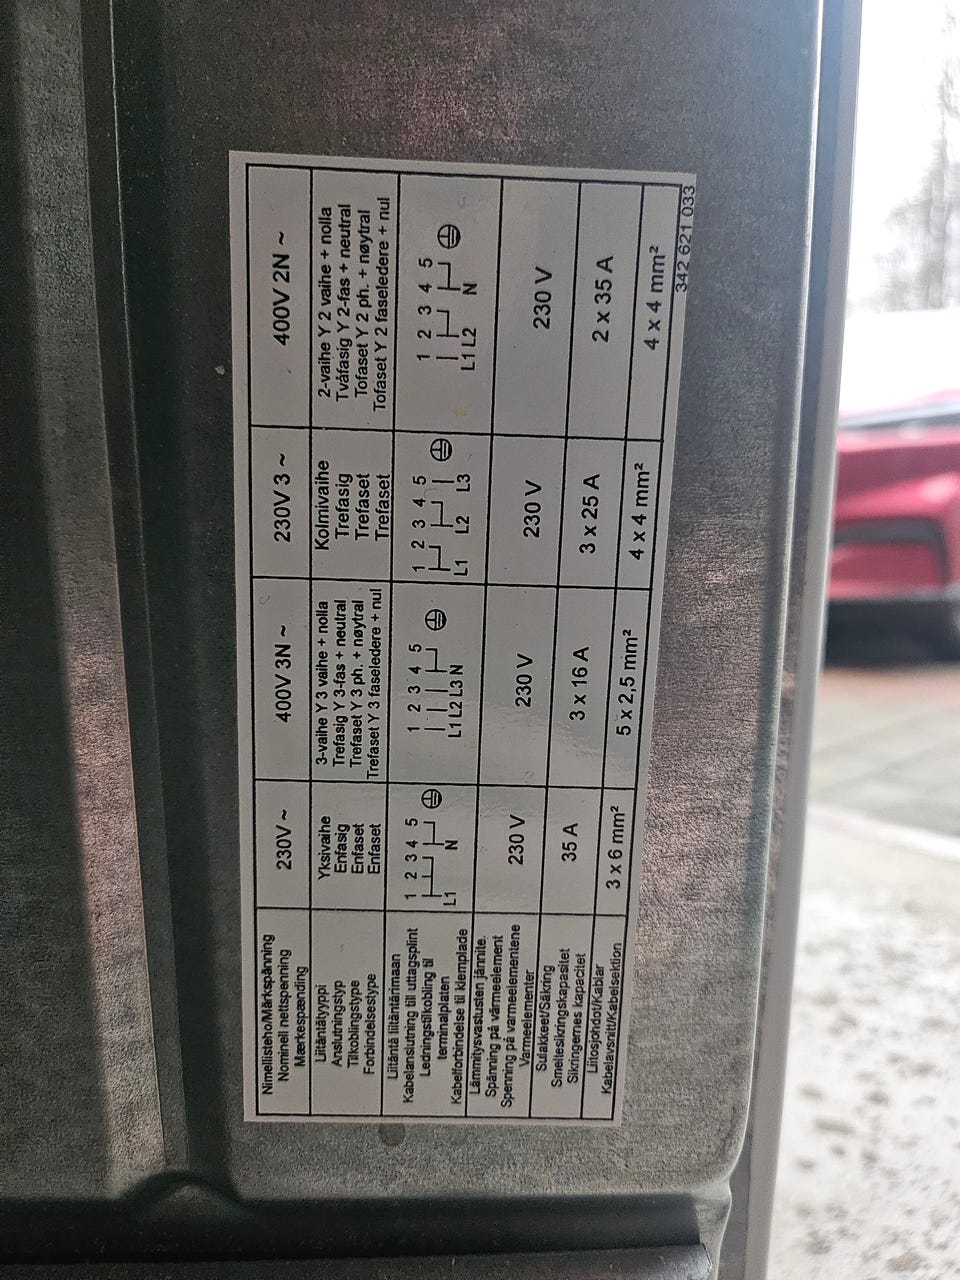 Nimellisteho/Märkspänning
Nominell nettspenning
Mærkespænding
230V ~
400V 3N ~
230V 3 ~
400V 2N ~
Liitäntätyyppi
Anslutningstyp
Tilkoblingstype
Forbindelsesstype
Yksivaihe
Enfasig
Enfaset
Enfaset
3-vaihe Y 3 vaihe + nolla
Trefasig Y 3-fas + neutral
Trefaset Y 3 ph. + nøytral
Trefaset Y 3 faseledere + nul
Kolmivaihe
Trefasig
Trefaset
Trefaset
2-vaihe Y 2 vaihe + nolla
Tvåfasig Y 2-fas + neutral
Tofaset Y 2 ph. + nøytral
Tofaset Y 2 faseledere + nul
Liitäntä liitäntärimaan
Kabelanslutning till uttagsplint
Ledningstilkobling til
terminalplaten
Kabelforbindelse til klemplade
1 2 3 4 5
L1 N
1 2 3 4 5
L1 L2 L3 N
1 2 3 4 5
L1 L2 L3
1 2 3 4 5
L1 L2 N
Lämmitysvastusten jännite,
Spänning på värmeelement
Spenning på varmeelementene
Varmeelementer
230 V
230 V
230 V
230 V
Sulakkeet/Säkring
Smeltesikringskapasitet
Sikringernes kapacitet
35 A
3 x 16 A
3 x 25 A
2 x 35 A
Liitosjohdot/Kablar
Kabelavsnitt/Kabelsektion
3 x 6 mm²
5 x 2,5 mm²
4 x 4 mm²
4 x 4 mm²
342 621 033